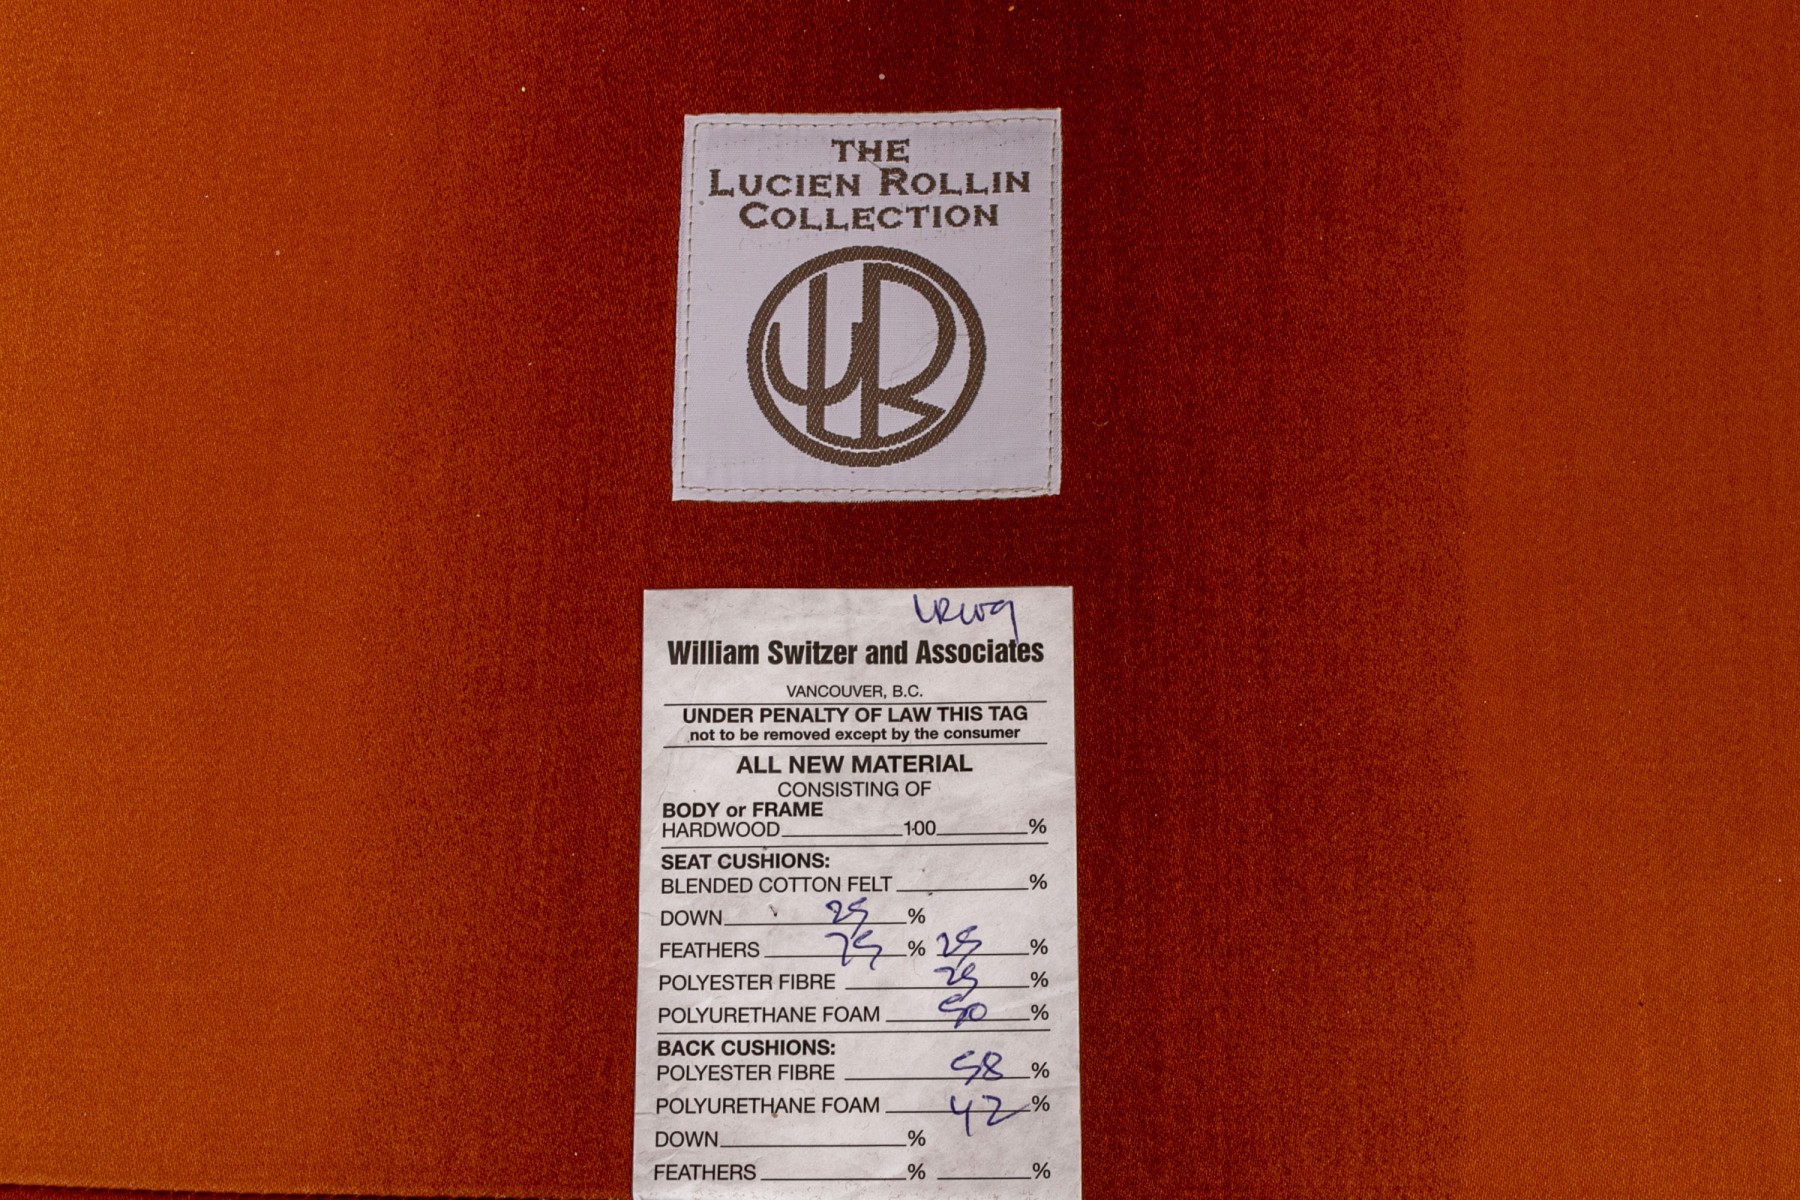 THE
LUCIEN ROLLIN
COLLECTION
LR
William Switzer and Associates
VANCOUVER, B.C.
UNDER PENALTY OF LAW THIS TAG
not to be removed except by the consumer
ALL NEW MATERIAL
CONSISTING OF
BODY or FRAME
HARDWOOD 100 %
SEAT CUSHIONS:
BLENDED COTTON FELT %
DOWN 25 %
FEATHERS 75 % 25 %
POLYESTER FIBRE 25 %
POLYURETHANE FOAM 50 %
BACK CUSHIONS:
POLYESTER FIBRE 58 %
POLYURETHANE FOAM 42 %
DOWN %
FEATHERS % %